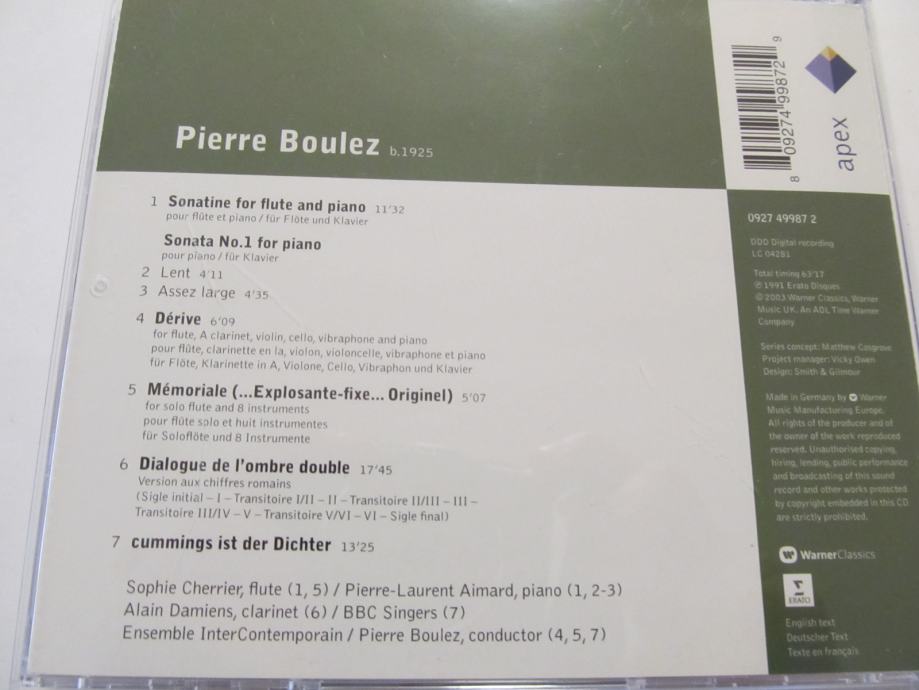 Pierre Boulez b.1925
1 Sonatine for flute and piano 11'32
pour flûte et piano / für Flöte und Klavier
Sonata No.1 for piano
pour piano / für Klavier
2 Lent 4'11
3 Assez large 4'35
4 Dérive 6'09
for flute, A clarinet, violin, cello, vibraphone and piano
pour flûte, clarinette en la, violon, violoncelle, vibraphone et piano
für Flöte, Klarinette in A, Violone, Cello, Vibraphon und Klavier
5 Mémoriale (...Explosante-fixe... Originel) 5'07
for solo flute and 8 instruments
pour flûte solo et huit instrumentes
für Soloflöte und 8 Instrumente
6 Dialogue de l'ombre double 17'45
Version aux chiffres romains
(Sigle initial – I – Transitoire I/II – II – Transitoire II/III – III –
Transitoire III/IV – V – Transitoire V/VI – VI – Sigle final)
7 cummings ist der Dichter 13'25
Sophie Cherrier, flute (1, 5) / Pierre-Laurent Aimard, piano (1, 2-3)
Alain Damiens, clarinet (6) / BBC Singers (7)
Ensemble InterContemporain / Pierre Boulez, conductor (4, 5, 7)
8 09274 99872 9
apex
0927 49987 2
DDD Digital recording
LC 04281
Total timing 63'17
℗ 1991 Erato Disques
© 2003 Warner Classics, Warner
Music UK. An AOL Time Warner
Company
Series concept: Matthew Cosgrove
Project manager: Vicky Owen
Design: Smith & Gilmour
Made in Germany by Warner
Music Manufacturing Europe.
All rights of the producer and of
the owner of the work reproduced
reserved. Unauthorised copying,
hiring, lending, public performance
and broadcasting of this sound
record and other works protected
by copyright embedded in this CD
are strictly prohibited.
WarnerClassics
ERATO
English text
Deutscher Text
Texte en français